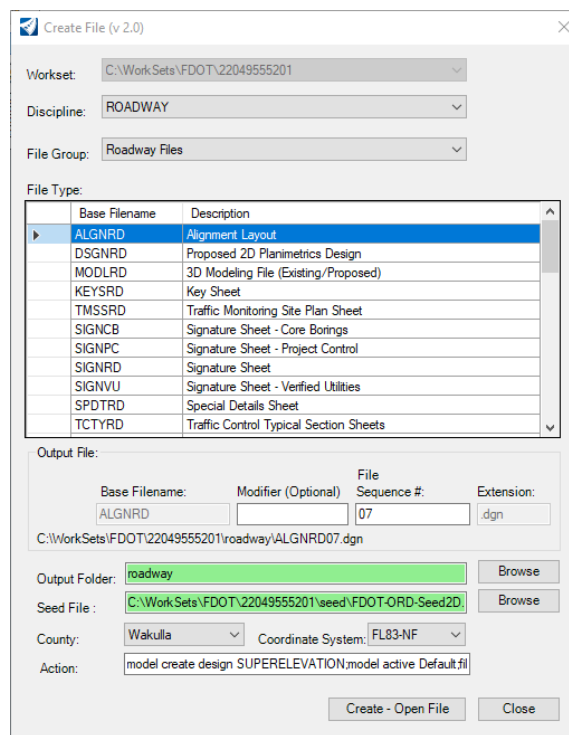 Create File (v 2.0)
Workset: C:\WorkSets\FDOT\22049555201
Discipline: ROADWAY
File Group: Roadway Files
File Type:
Base Filename Description
ALGNRD Alignment Layout
DSGNRD Proposed 2D Planimetrics Design
MODLRD 3D Modeling File (Existing/Proposed)
KEYSRD Key Sheet
TMSSRD Traffic Monitoring Site Plan Sheet
SIGNCB Signature Sheet - Core Borings
SIGNPC Signature Sheet - Project Control
SIGNRD Signature Sheet
SIGNVU Signature Sheet - Verified Utilities
SPDTRD Special Details Sheet
TCTYRD Traffic Control Typical Section Sheets
Output File:
Base Filename: Modifier (Optional) File Sequence #: Extension:
ALGNRD 07 .dgn
C:\WorkSets\FDOT\22049555201\roadway\ALGNRD07.dgn
Output Folder: roadway Browse
Seed File : C:\WorkSets\FDOT\22049555201\seed\FDOT-ORD-Seed2D. Browse
County: Wakulla Coordinate System: FL83-NF
Action: model create design SUPERELEVATION;model active Default;fil
Create - Open File Close